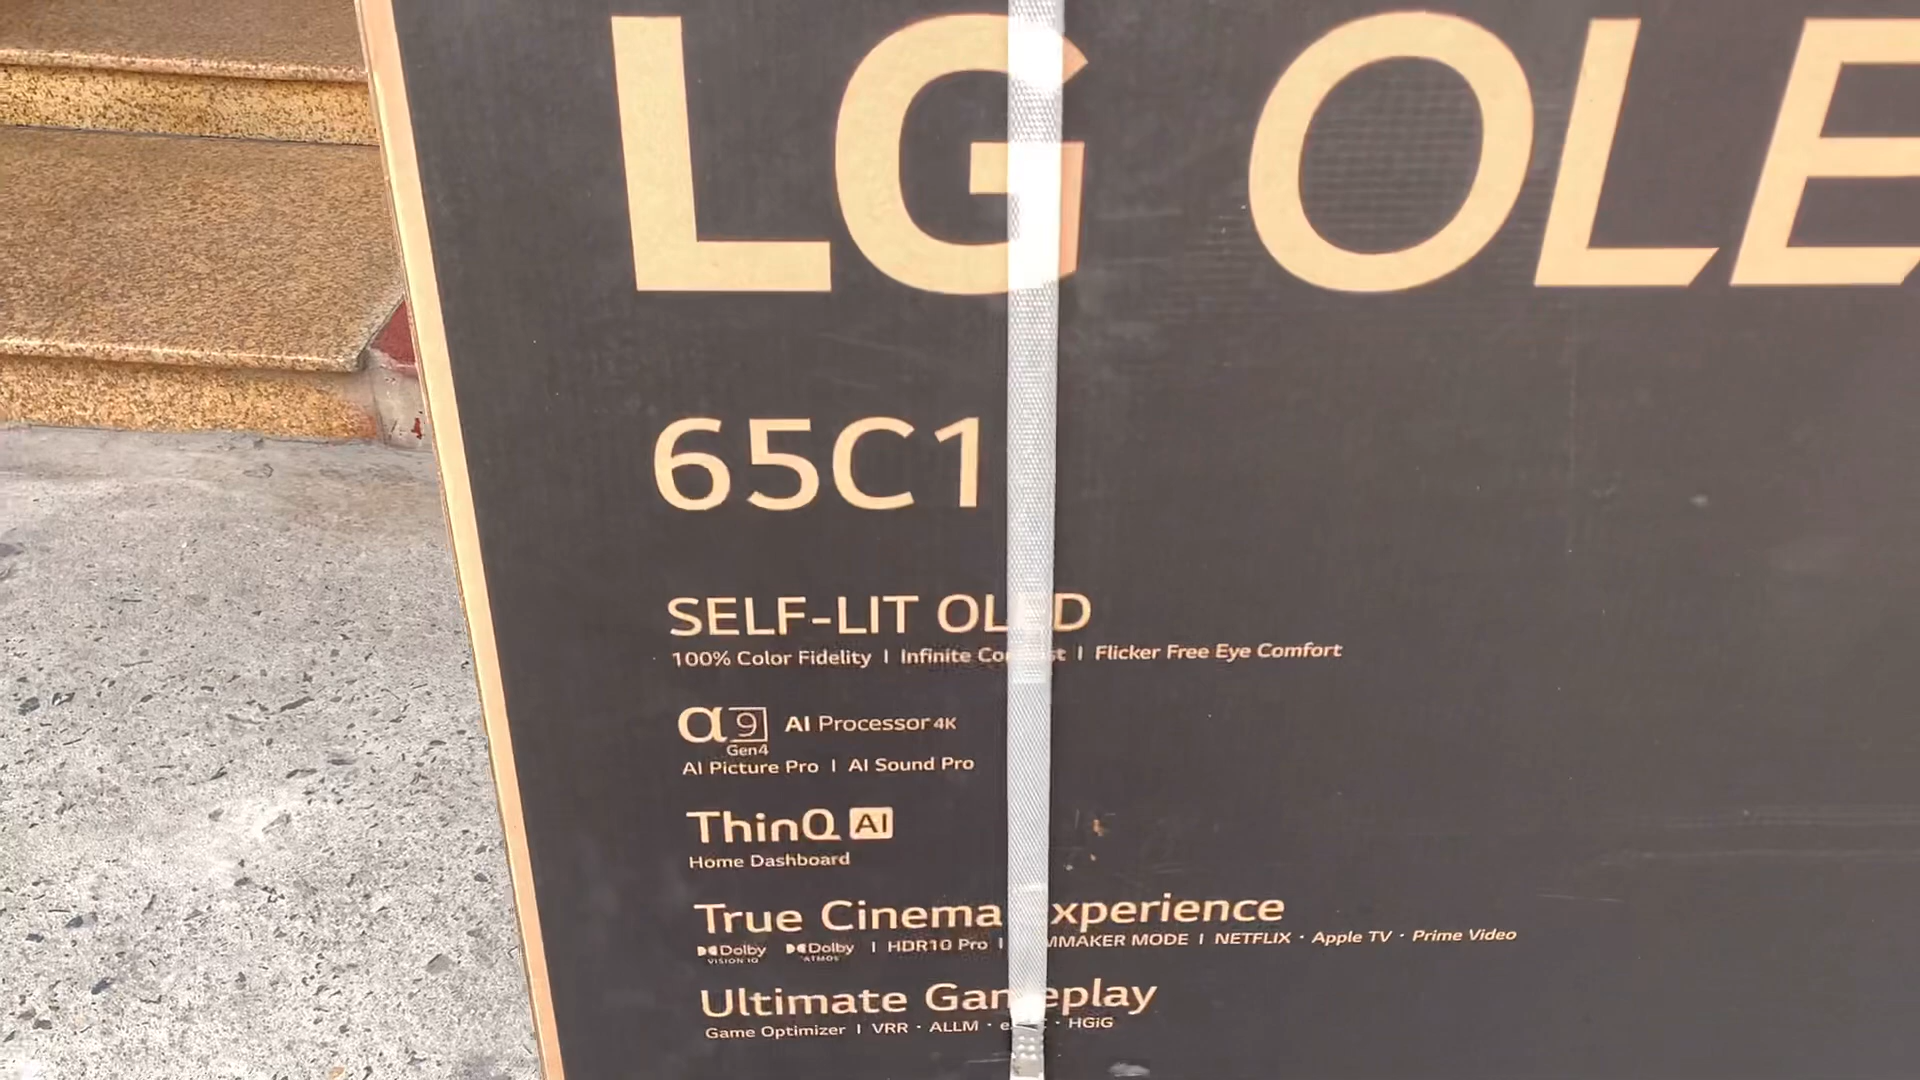 LG OLE
65C1
SELF-LIT OLED
100% Color Fidelity | Infinite Contrast | Flicker Free Eye Comfort
α9 AI Processor 4K
Gen4
AI Picture Pro | AI Sound Pro
ThinQ AI
Home Dashboard
True Cinema Experience
Dolby VISION IQ Dolby ATMOS | HDR10 Pro | FILMMAKER MODE | NETFLIX · Apple TV · Prime Video
Ultimate Gameplay
Game Optimizer | VRR · ALLM · eARC · HGiG